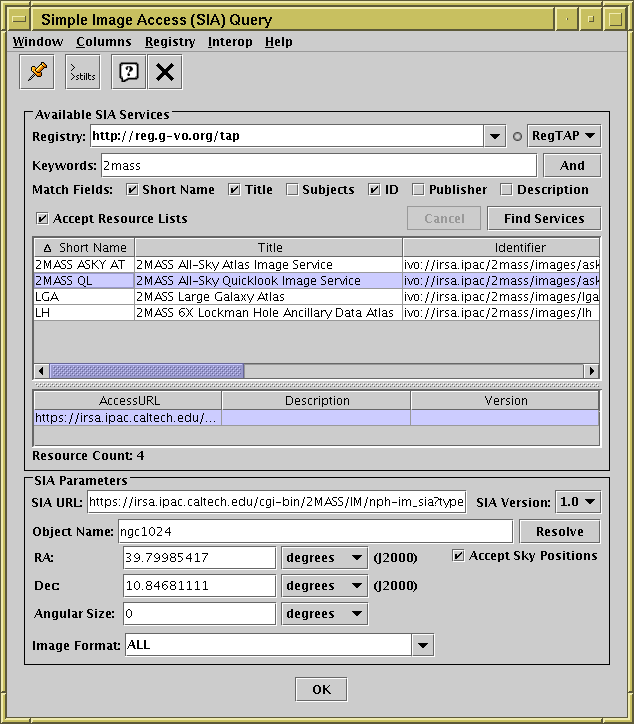 Simple Image Access (SIA) Query
Window Columns Registry Interop Help
>stilts
Available SIA Services
Registry: http://reg.g-vo.org/tap RegTAP
Keywords: 2mass And
Match Fields: Short Name Title Subjects ID Publisher Description
Accept Resource Lists Cancel Find Services
Short Name Title Identifier
2MASS ASKY AT 2MASS All-Sky Atlas Image Service ivo://irsa.ipac/2mass/images/ask
2MASS QL 2MASS All-Sky Quicklook Image Service ivo://irsa.ipac/2mass/images/ask
LGA 2MASS Large Galaxy Atlas ivo://irsa.ipac/2mass/images/lga
LH 2MASS 6X Lockman Hole Ancillary Data Atlas ivo://irsa.ipac/2mass/images/lh
AccessURL Description Version
https://irsa.ipac.caltech.edu/...
Resource Count: 4
SIA Parameters
SIA URL: https://irsa.ipac.caltech.edu/cgi-bin/2MASS/IM/nph-im_sia?type SIA Version: 1.0
Object Name: ngc1024 Resolve
RA: 39.79985417 degrees (J2000) Accept Sky Positions
Dec: 10.84681111 degrees (J2000)
Angular Size: 0 degrees
Image Format: ALL
OK